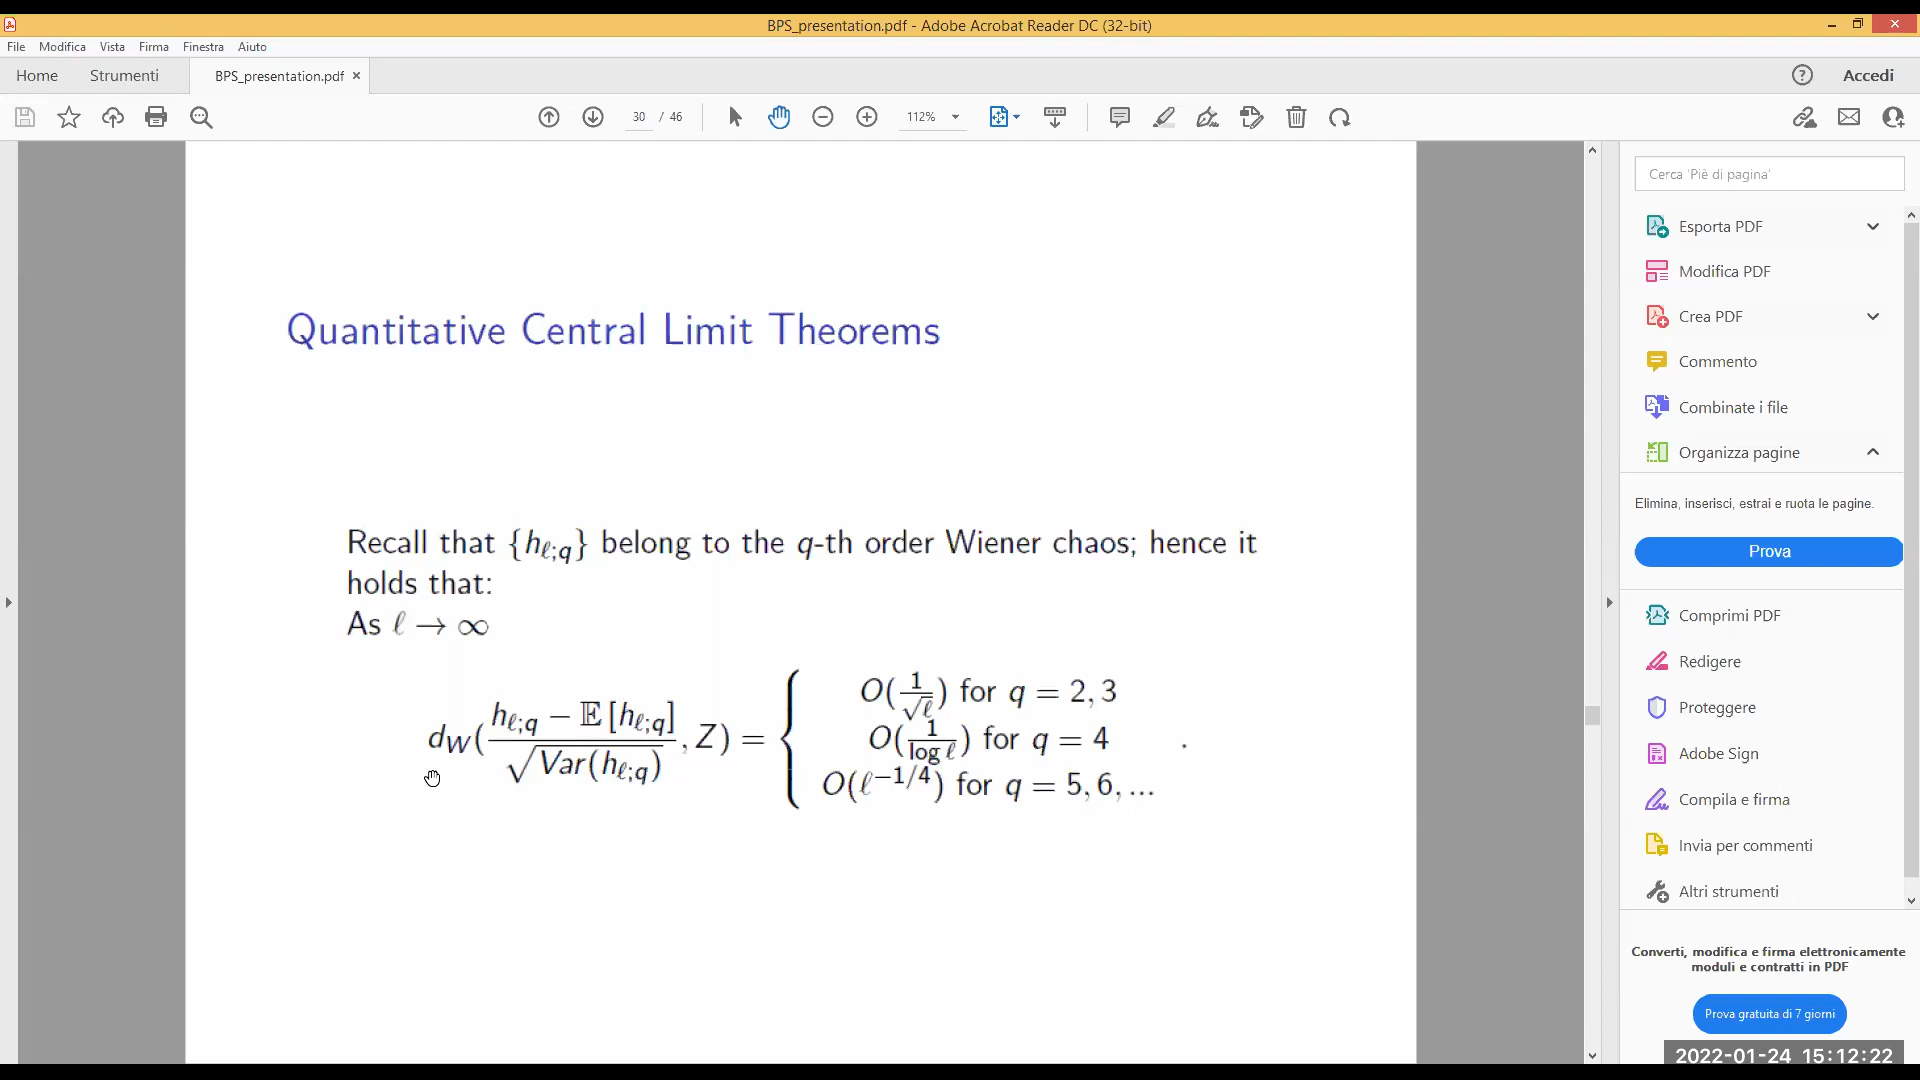 BPS_presentation.pdf - Adobe Acrobat Reader DC (32-bit)
File Modifica Vista Firma Finestra Aiuto
Home Strumenti BPS_presentation.pdf × Accedi
30 / 46 112%
Quantitative Central Limit Theorems
Recall that {h_{ℓ;q}} belong to the q-th order Wiener chaos; hence it
holds that:
As ℓ → ∞
d_W( (h_{ℓ;q} − 𝔼[h_{ℓ;q}]) / √Var(h_{ℓ;q}) , Z) = {
O(1/√ℓ) for q = 2, 3
O(1/log ℓ) for q = 4 .
O(ℓ^{−1/4}) for q = 5, 6, ...
Cerca 'Piè di pagina'
Esporta PDF
Modifica PDF
Crea PDF
Commento
Combinate i file
Organizza pagine
Elimina, inserisci, estrai e ruota le pagine.
Prova
Comprimi PDF
Redigere
Proteggere
Adobe Sign
Compila e firma
Invia per commenti
Altri strumenti
Converti, modifica e firma elettronicamente
moduli e contratti in PDF
Prova gratuita di 7 giorni
2022-01-24 15:12:22